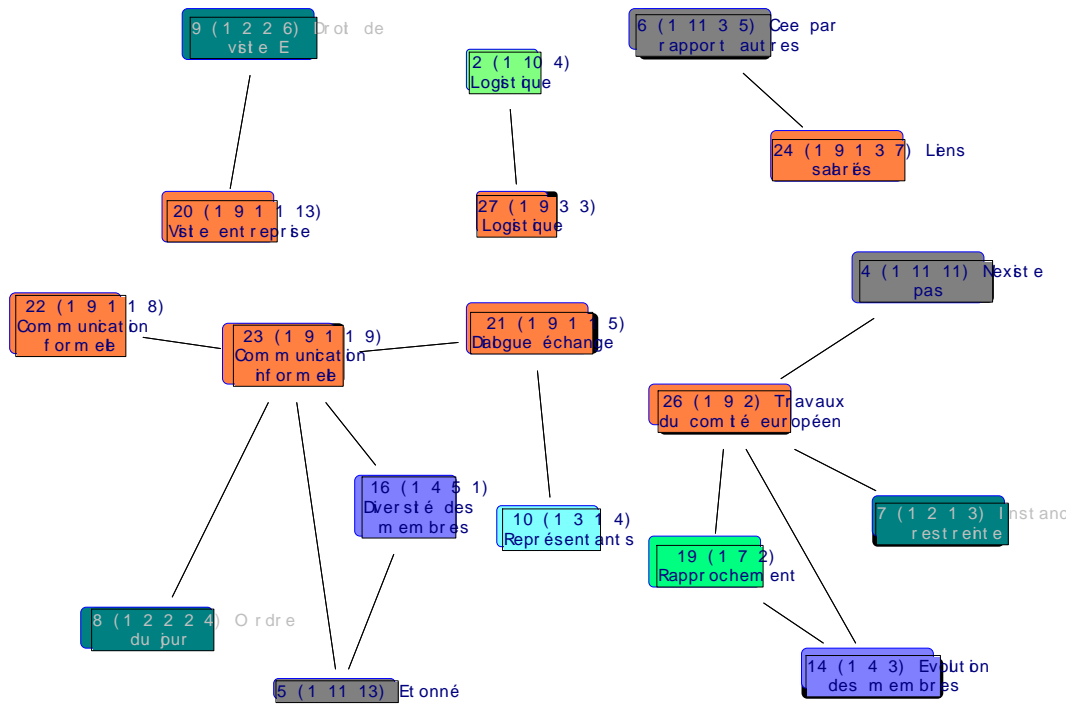 9 (1 2 2 6) Droit de
visite E
6 (1 11 3 5) Cee par
rapport autres
2 (1 10 4)
Logistique
24 (1 9 1 3 7) Liens
salariés
20 (1 9 1 1 13)
Visite entreprise
27 (1 9 3 3)
Logistique
4 (1 11 11) Nexiste
pas
22 (1 9 1 1 8)
Communication
formelle
23 (1 9 1 1 9)
Communication
informelle
21 (1 9 1 1 5)
Dialogue échange
26 (1 9 2) Travaux
du comité européen
16 (1 4 5 1)
Diversité des
membres
10 (1 3 1 4)
Représentants
7 (1 2 1 3) Instanc
restreinte
19 (1 7 2)
Rapprochement
8 (1 2 2 2 4) Ordre
du jour
14 (1 4 3) Evolution
des membres
5 (1 11 13) Etonné